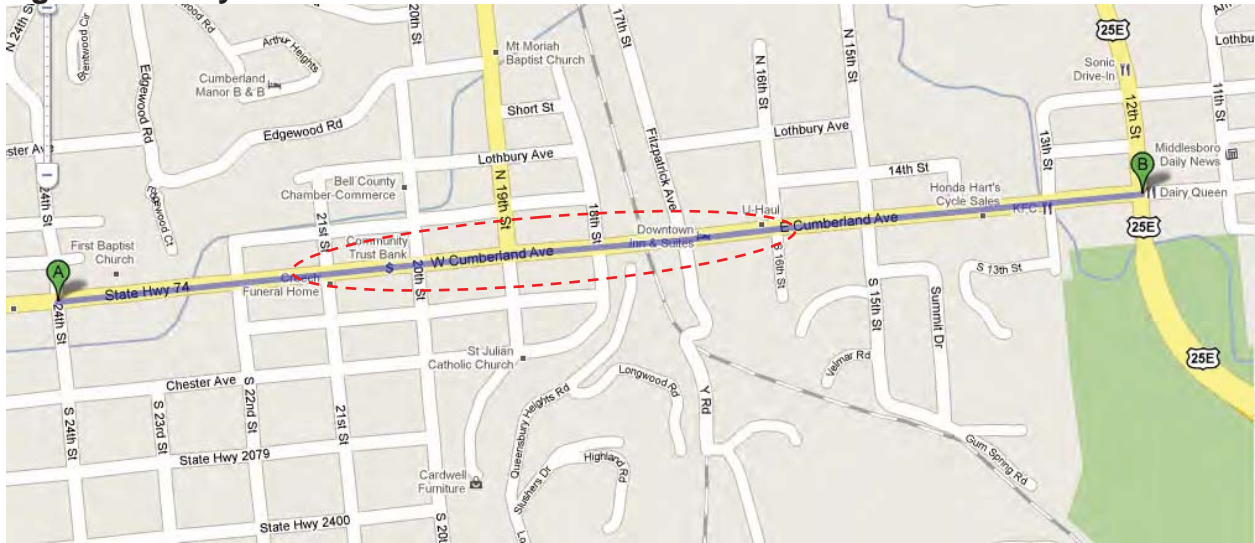 N 24th St
Brentwood Cir
Arthur Heights
Cumberland
Manor B & B
Edgewood Rd
Edgewood Rd
20th St
Mt Moriah
Baptist Church
17th St
N 16th St
N 15th St
25E
Sonic
Drive-In
12th St
11th St
Short St
Lothbury Ave
N 19th St
18th St
Fitzpatrick Ave
Lothbury Ave
14th St
13th St
Middlesboro
Daily News
B
Dairy Queen
25E
Bell County
Chamber-Commerce
Edgewood Ct
24th St
21st St
First Baptist
Church
A
Community
Trust Bank
$
W Cumberland Ave
Downtown
Inn & Suites
U-Haul
E Cumberland Ave
Honda Hart's
Cycle Sales
KFC
S 16th St
S 13th St
State Hwy 74
Creech
Funeral Home
20th St
24th St
S 15th St
Summit Dr
25E
St Julian
Catholic Church
Velmar Rd
Longwood Rd
Y Rd
Chester Ave
S 24th St
S 23rd St
S 22nd St
21st St
Queensbury Heights Rd
State Hwy 2079
Highland Rd
Slushers Dr
Gum Spring Rd
Cardwell
Furniture
State Hwy 2400